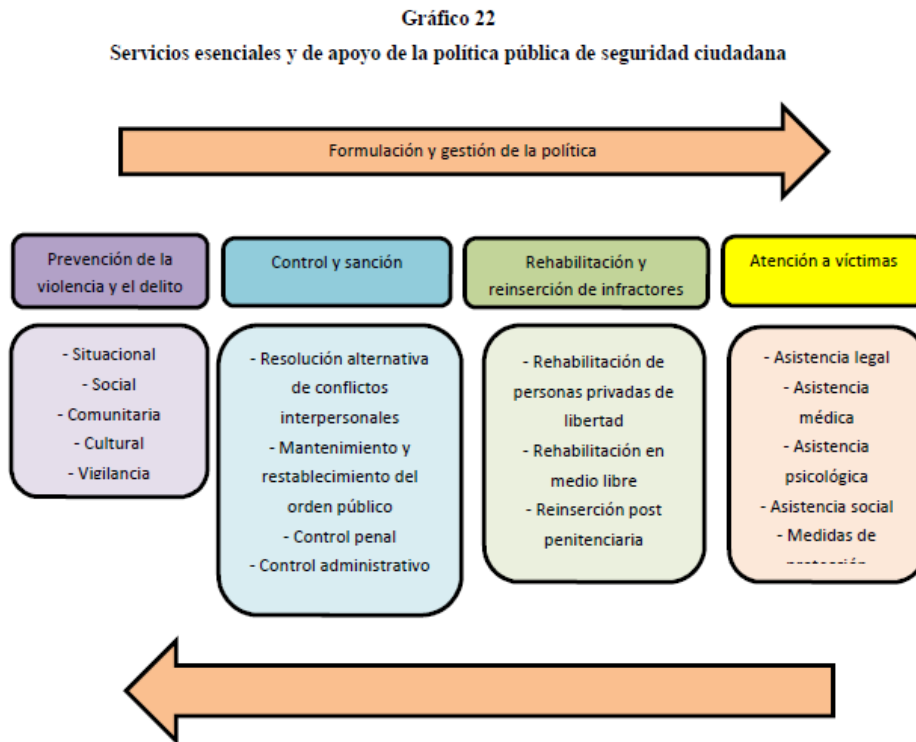 Gráfico 22
Servicios esenciales y de apoyo de la política pública de seguridad ciudadana
Formulación y gestión de la política
Prevención de la
violencia y el delito
Control y sanción
Rehabilitación y
reinserción de infractores
Atención a víctimas
- Situacional
- Social
- Comunitaria
- Cultural
- Vigilancia
- Resolución alternativa
de conflictos
interpersonales
- Mantenimiento y
restablecimiento del
orden público
- Control penal
- Control administrativo
- Rehabilitación de
personas privadas de
libertad
- Rehabilitación en
medio libre
- Reinserción post
penitenciaria
- Asistencia legal
- Asistencia
médica
- Asistencia
psicológica
- Asistencia social
- Medidas de
protección